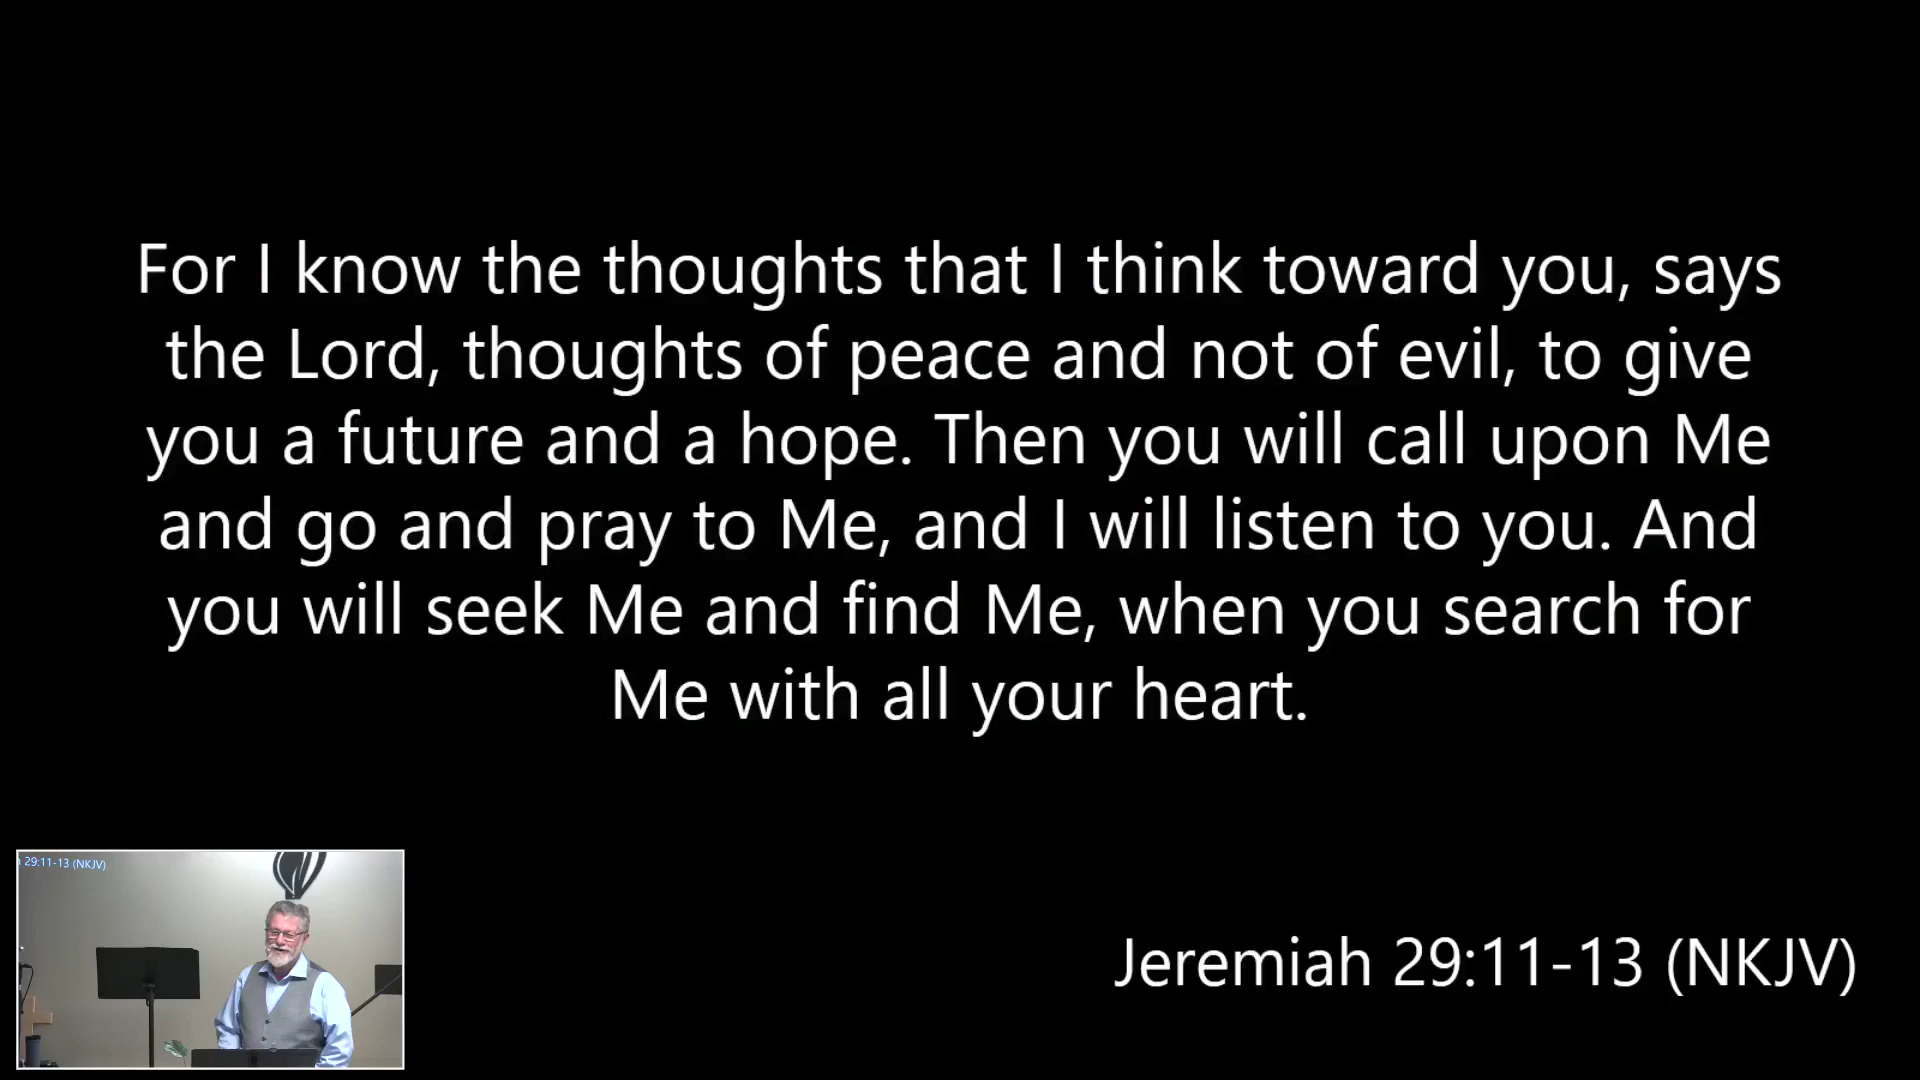 For I know the thoughts that I think toward you, says
the Lord, thoughts of peace and not of evil, to give
you a future and a hope. Then you will call upon Me
and go and pray to Me, and I will listen to you. And
you will seek Me and find Me, when you search for
Me with all your heart.
29:11-13 (NKJV)
Jeremiah 29:11-13 (NKJV)